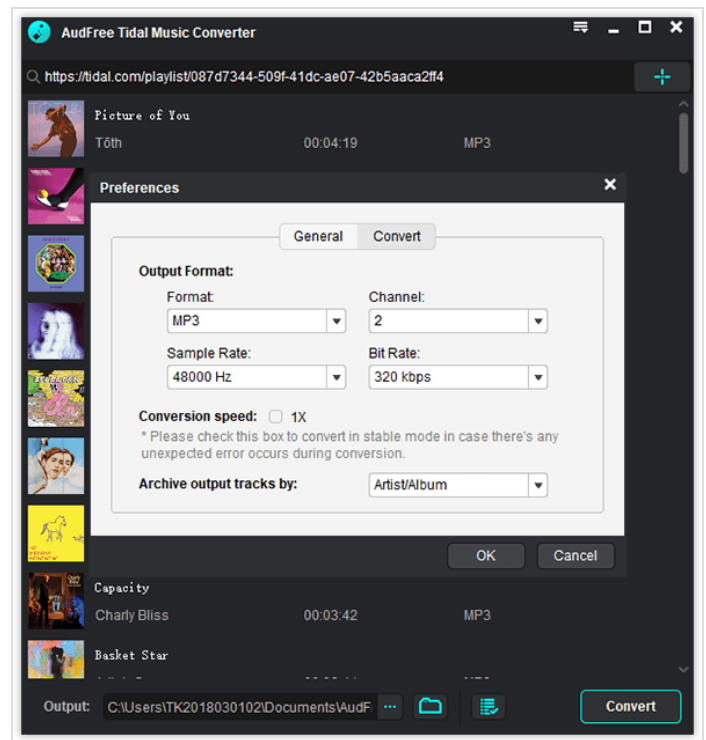 AudFree Tidal Music Converter
https://tidal.com/playlist/087d7344-509f-41dc-ae07-42b5aaca2ff4
Picture of You
Tōth 00:04:19 MP3
Preferences
General Convert
Output Format:
Format: Channel:
MP3 2
Sample Rate: Bit Rate:
48000 Hz 320 kbps
Conversion speed: 1X
* Please check this box to convert in stable mode in case there's any
unexpected error occurs during conversion.
Archive output tracks by: Artist/Album
OK Cancel
Capacity
Charly Bliss 00:03:42 MP3
Basket Star
Output: C:\Users\TK2018030102\Documents\AudF ... Convert